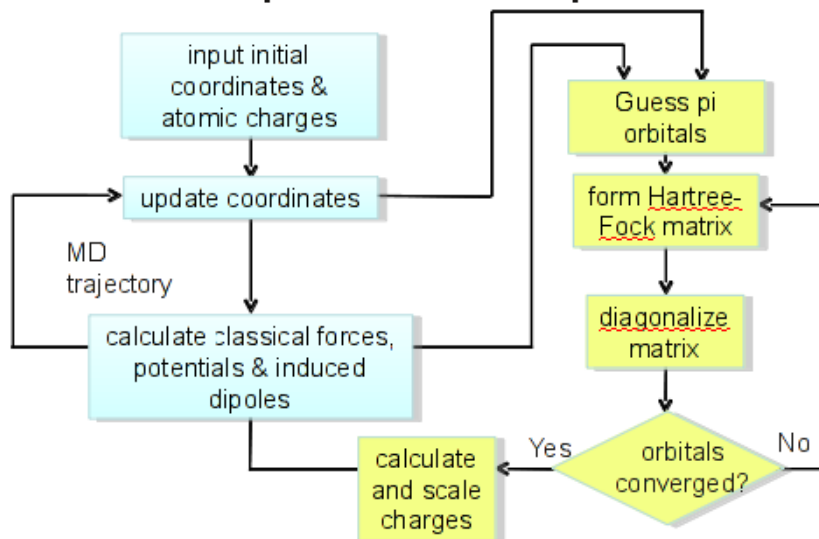 input initial
coordinates &
atomic charges
update coordinates
MD
trajectory
calculate classical forces,
potentials & induced
dipoles
Guess pi
orbitals
form Hartree-
Fock matrix
diagonalize
matrix
orbitals
converged?
Yes
No
calculate
and scale
charges